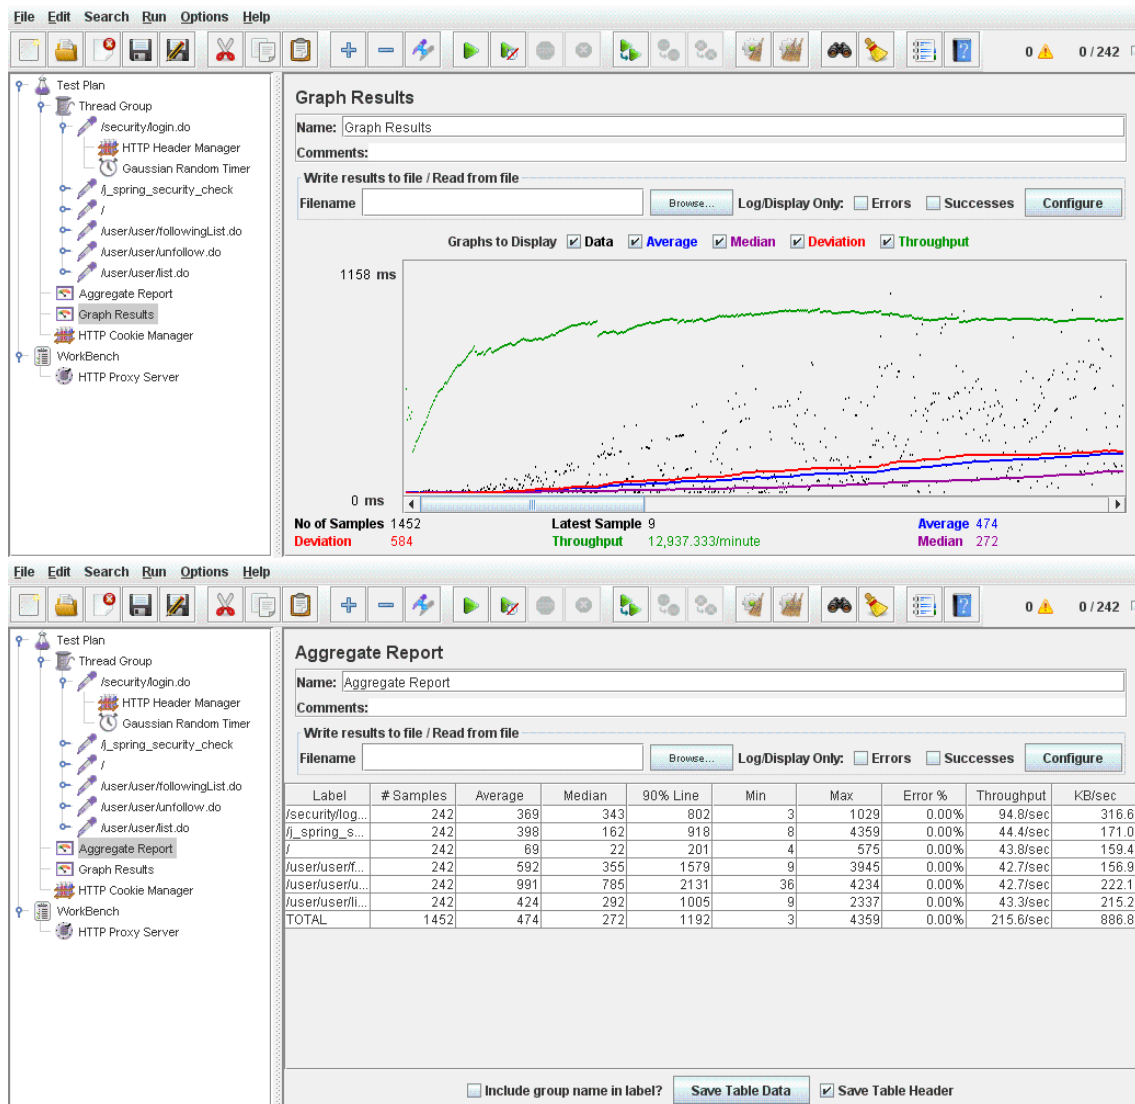 File Edit Search Run Options Help
0 0 / 242
Test Plan
Thread Group
/security/login.do
HTTP Header Manager
Gaussian Random Timer
/j_spring_security_check
/
/user/user/followingList.do
/user/user/unfollow.do
/user/user/list.do
Aggregate Report
Graph Results
HTTP Cookie Manager
WorkBench
HTTP Proxy Server
Graph Results
Name: Graph Results
Comments:
Write results to file / Read from file
Filename Browse... Log/Display Only: Errors Successes Configure
Graphs to Display Data Average Median Deviation Throughput
1158 ms
0 ms
No of Samples 1452 Latest Sample 9 Average 474
Deviation 584 Throughput 12,937.333/minute Median 272
File Edit Search Run Options Help
0 0 / 242
Test Plan
Thread Group
/security/login.do
HTTP Header Manager
Gaussian Random Timer
/j_spring_security_check
/
/user/user/followingList.do
/user/user/unfollow.do
/user/user/list.do
Aggregate Report
Graph Results
HTTP Cookie Manager
WorkBench
HTTP Proxy Server
Aggregate Report
Name: Aggregate Report
Comments:
Write results to file / Read from file
Filename Browse... Log/Display Only: Errors Successes Configure
Label # Samples Average Median 90% Line Min Max Error % Throughput KB/sec
/security/log... 242 369 343 802 3 1029 0.00% 94.8/sec 316.6
/j_spring_s... 242 398 162 918 8 4359 0.00% 44.4/sec 171.0
/ 242 69 22 201 4 575 0.00% 43.8/sec 159.4
/user/user/f... 242 592 355 1579 9 3945 0.00% 42.7/sec 156.9
/user/user/u... 242 991 785 2131 36 4234 0.00% 42.7/sec 222.1
/user/user/li... 242 424 292 1005 9 2337 0.00% 43.3/sec 215.2
TOTAL 1452 474 272 1192 3 4359 0.00% 215.6/sec 886.8
Include group name in label? Save Table Data Save Table Header